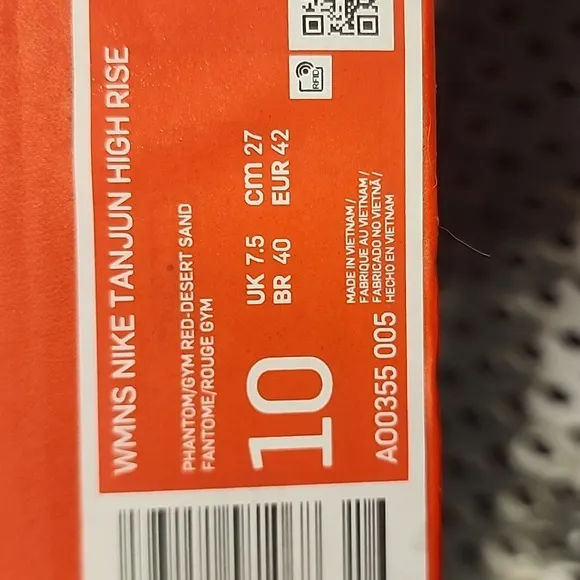 WMNS NIKE TANJUN HIGH RISE
PHANTOM/GYM RED-DESERT SAND
FANTOME/ROUGE GYM
10
UK 7.5 cm 27
BR 40 EUR 42
MADE IN VIETNAM/
FABRIQUE AU VIETNAM/
FABRICADO NO VIETNÃ/
HECHO EN VIETNAM
AO0355 005
RFID